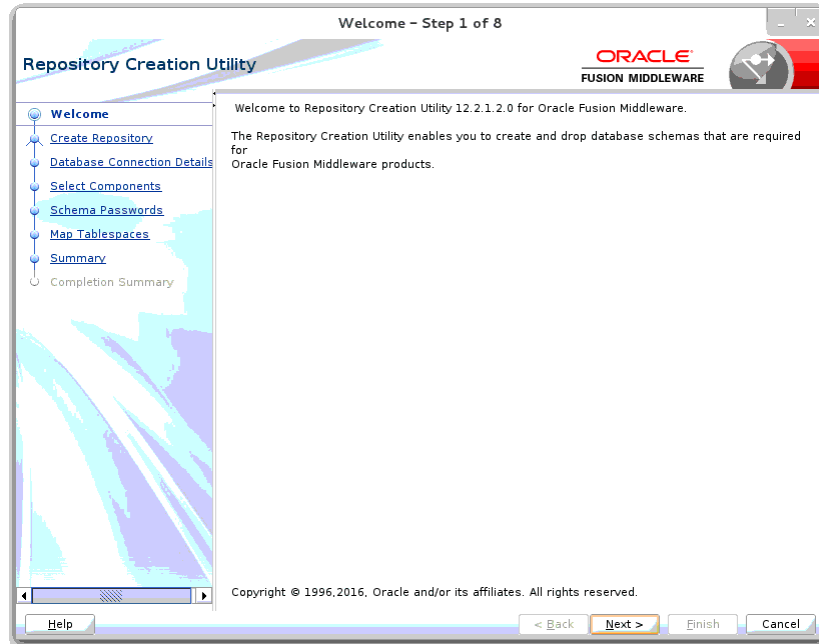 Welcome – Step 1 of 8
Repository Creation Utility
ORACLE
FUSION MIDDLEWARE
Welcome
Create Repository
Database Connection Details
Select Components
Schema Passwords
Map Tablespaces
Summary
Completion Summary
Welcome to Repository Creation Utility 12.2.1.2.0 for Oracle Fusion Middleware.
The Repository Creation Utility enables you to create and drop database schemas that are required
for
Oracle Fusion Middleware products.
Copyright © 1996,2016, Oracle and/or its affiliates. All rights reserved.
Help
< Back
Next >
Finish
Cancel